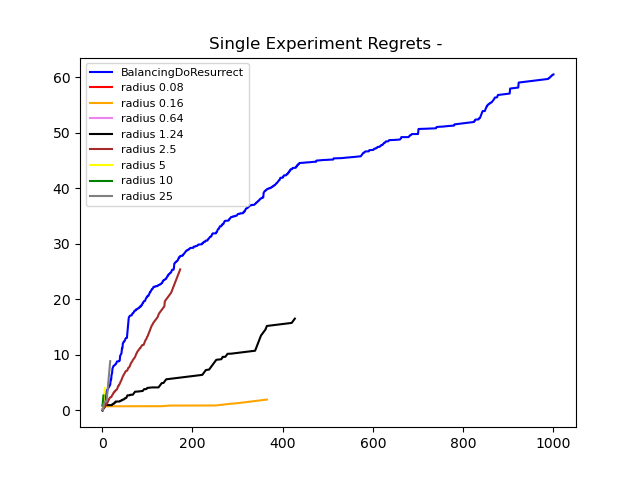 Single Experiment Regrets -
BalancingDoResurrect
radius 0.08
radius 0.16
radius 0.64
radius 1.24
radius 2.5
radius 5
radius 10
radius 25
60
50
40
30
20
10
0
0 200 400 600 800 1000